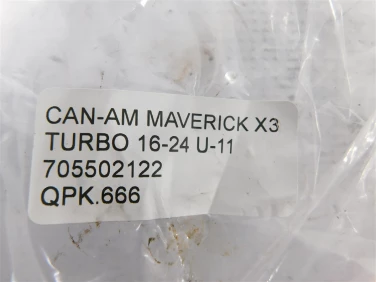 CAN-AM MAVERICK X3
TURBO 16-24 U-11
705502122
QPK.666